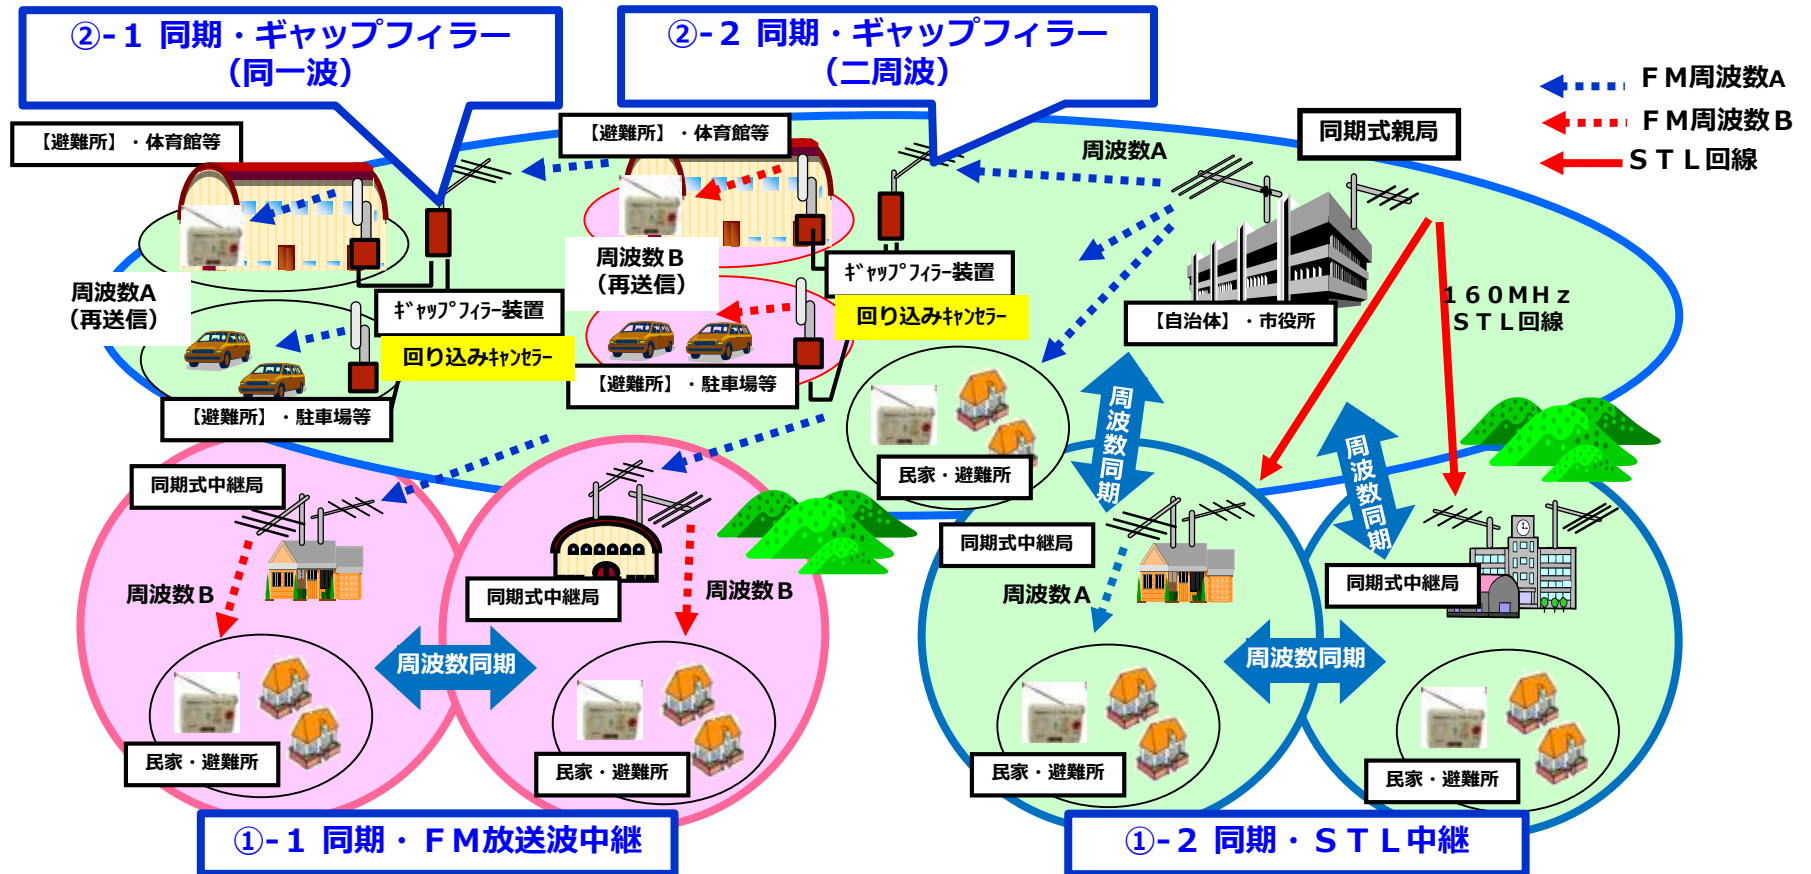 ②-１ 同期・ギャップフィラー
（同一波）
②-２ 同期・ギャップフィラー
（二周波）
ＦＭ周波数A
ＦＭ周波数Ｂ
ＳＴＬ回線
【避難所】・体育館等
【避難所】・体育館等
周波数A
同期式親局
周波数A
（再送信）
周波数Ｂ
（再送信）
ｷﾞｬｯﾌﾟﾌｨﾗｰ装置
回り込みｷｬﾝｾﾗｰ
ｷﾞｬｯﾌﾟﾌｨﾗｰ装置
回り込みｷｬﾝｾﾗｰ
【自治体】・市役所
１６０ＭＨｚ
ＳＴＬ回線
【避難所】・駐車場等
【避難所】・駐車場等
民家・避難所
周波数同期
周波数同期
同期式中継局
周波数Ｂ
同期式中継局
周波数Ｂ
同期式中継局
周波数Ａ
同期式中継局
周波数同期
周波数同期
民家・避難所
民家・避難所
民家・避難所
民家・避難所
①-１ 同期・ＦＭ放送波中継
①-２ 同期・ＳＴＬ中継